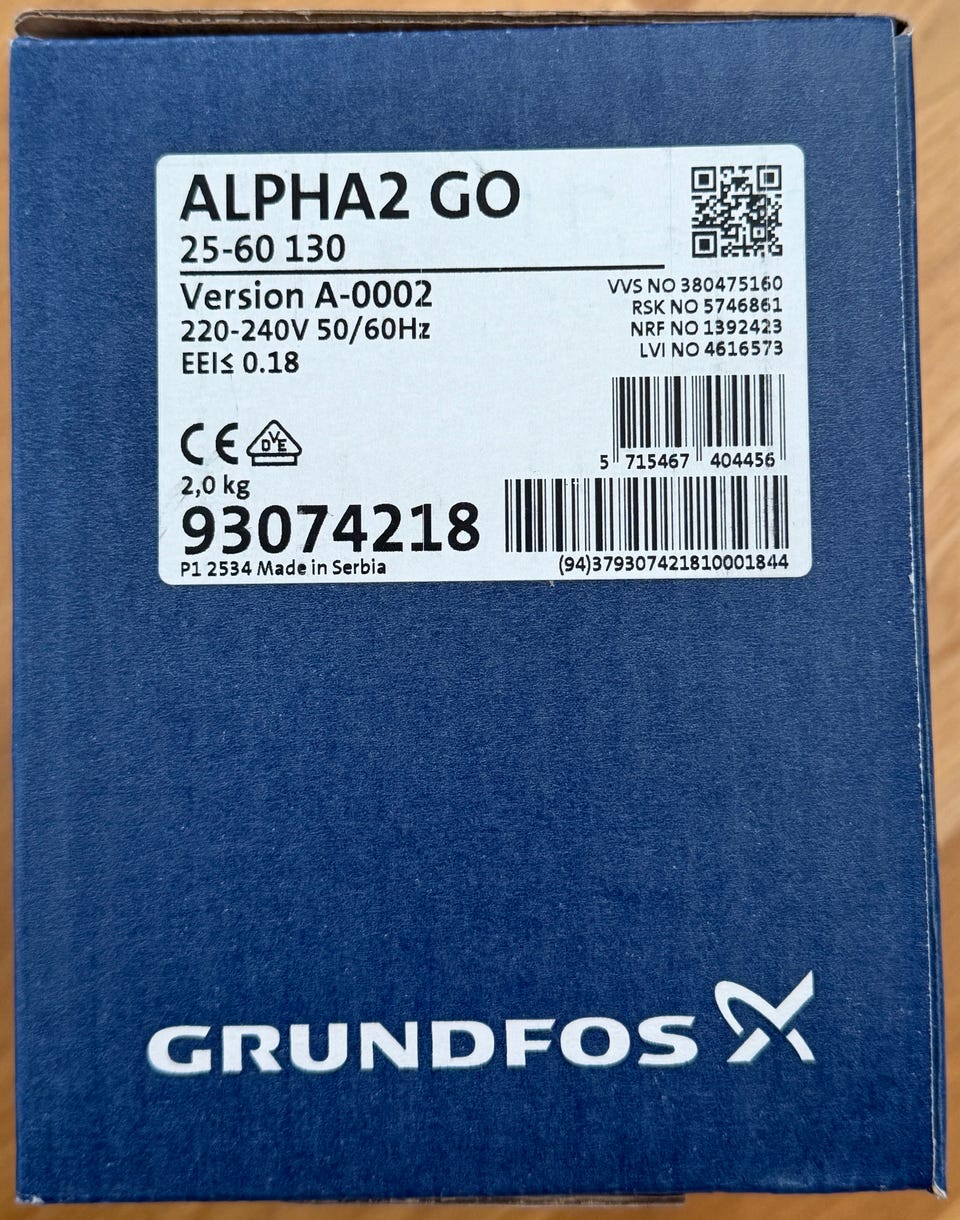 ALPHA2 GO
25-60 130
Version A-0002
220-240V 50/60Hz
EEI≤ 0.18
VVS NO 380475160
RSK NO 5746861
NRF NO 1392423
LVI NO 4616573
CE DVE
5 715467 404456
2,0 kg
93074218
(94)379307421810001844
P1 2534 Made in Serbia
GRUNDFOS